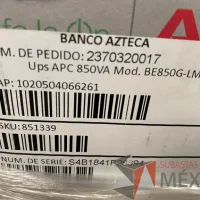 BANCO AZTECA
M. DE PEDIDO: 2370320017
Ups APC 850VA Mod. BE850G-LM
AP: 1020504066261
SKU: 851339
NUM. DE SERIE:
SUBASTAS
MÉX